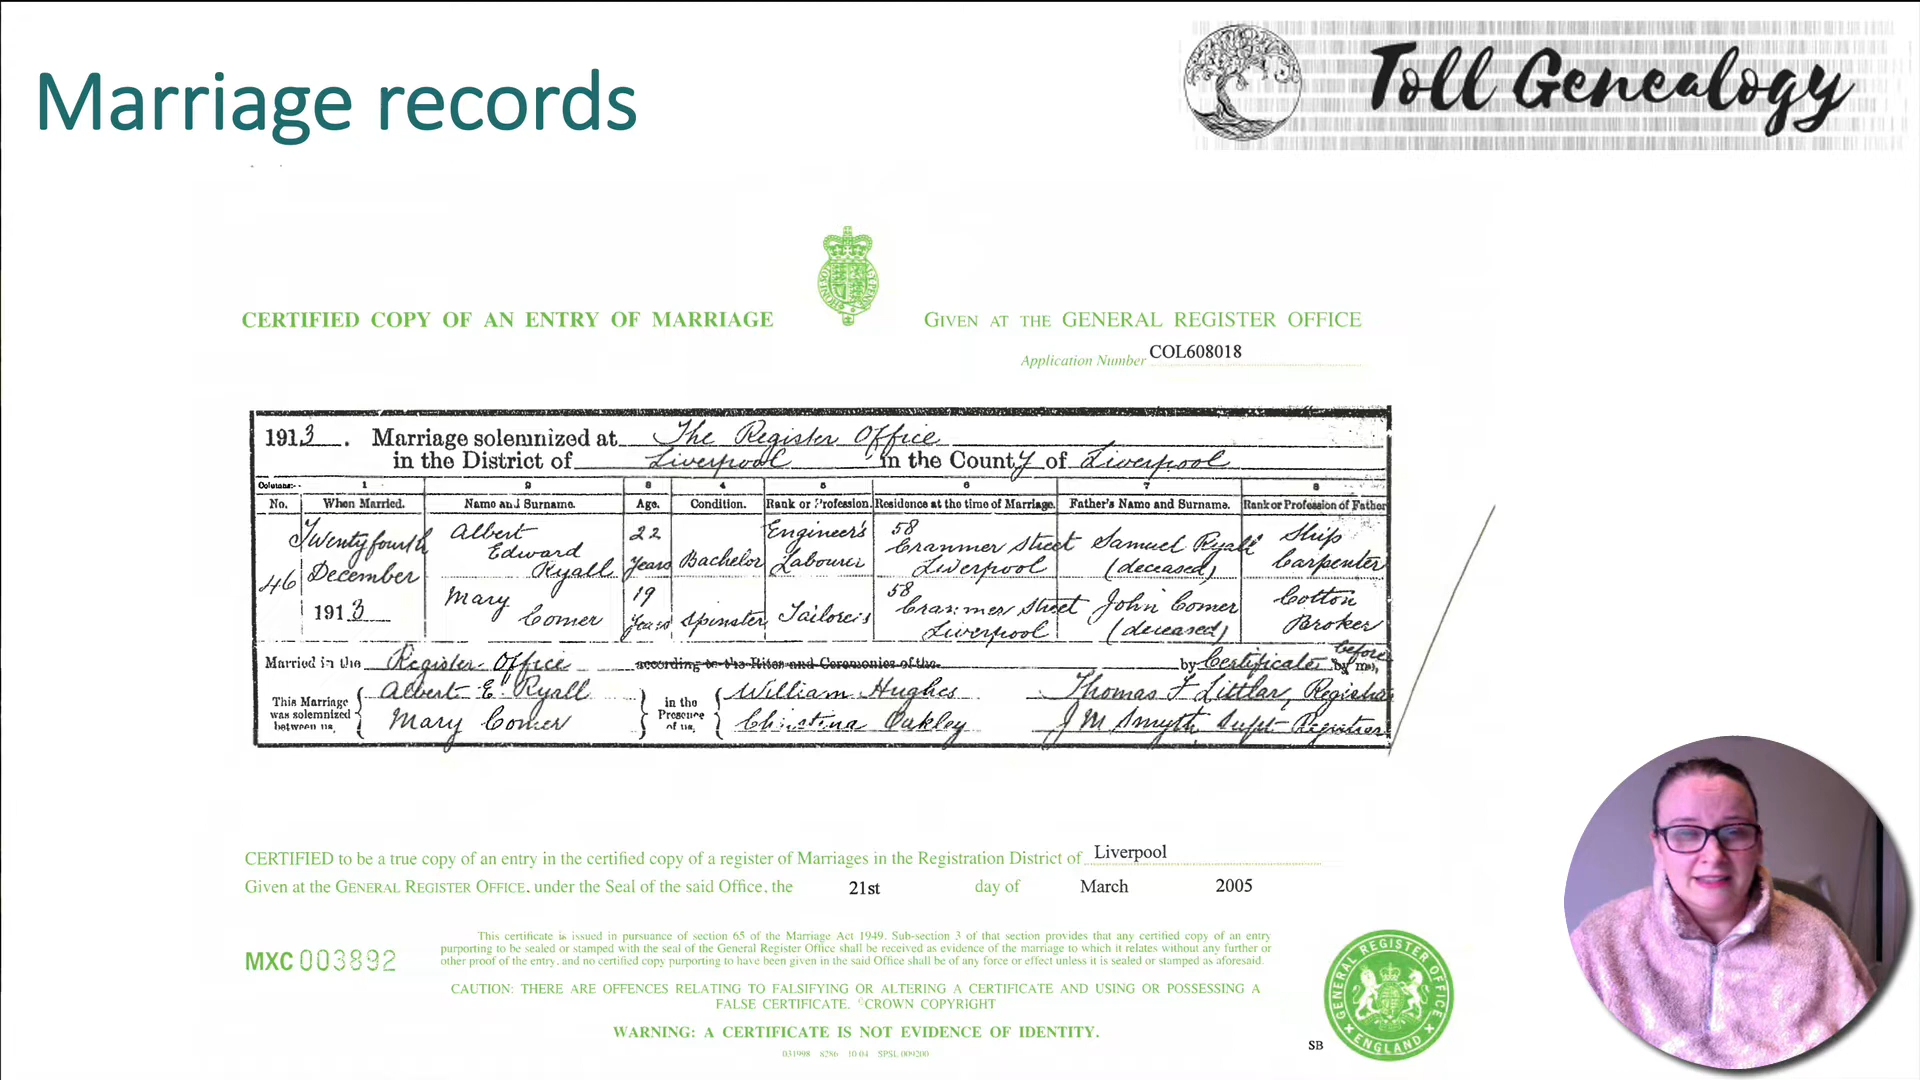 Marriage records
Toll Genealogy
CERTIFIED COPY OF AN ENTRY OF MARRIAGE
GIVEN AT THE GENERAL REGISTER OFFICE
Application Number COL608018
1913. Marriage solemnized at The Register Office
in the District of Liverpool in the County of Liverpool
Columns:- 1 2 3 4 5 6 7 8
No. When Married. Name and Surname. Age. Condition. Rank or Profession. Residence at the time of Marriage. Father's Name and Surname. Rank or Profession of Father
46 Twenty fourth December 1913
Albert Edward Ryall 22 Years Bachelor Engineer's Labourer 58 Cranmer Street Liverpool Samuel Ryall (deceased) Ship Carpenter
Mary Comer 19 Years Spinster Tailoress 58 Cranmer Street Liverpool John Comer (deceased) Cotton Broker
Married in the Register Office according to the Rites and Ceremonies of the by Certificate before by me,
This Marriage was solemnized between us, Albert E. Ryall Mary Comer
in the Presence of us, William Hughes Christina Oakley
Thomas F Littlar, Registrar
J M Smyth Supt Registrar
CERTIFIED to be a true copy of an entry in the certified copy of a register of Marriages in the Registration District of Liverpool
Given at the GENERAL REGISTER OFFICE, under the Seal of the said Office, the 21st day of March 2005
This certificate is issued in pursuance of section 65 of the Marriage Act 1949. Sub-section 3 of that section provides that any certified copy of an entry
purporting to be sealed or stamped with the seal of the General Register Office shall be received as evidence of the marriage to which it relates without any further or
other proof of the entry, and no certified copy purporting to have been given in the said Office shall be of any force or effect unless it is sealed or stamped as aforesaid.
MXC 003892
CAUTION: THERE ARE OFFENCES RELATING TO FALSIFYING OR ALTERING A CERTIFICATE AND USING OR POSSESSING A
FALSE CERTIFICATE. ©CROWN COPYRIGHT
WARNING: A CERTIFICATE IS NOT EVIDENCE OF IDENTITY.
SB
GENERAL REGISTER OFFICE
ENGLAND